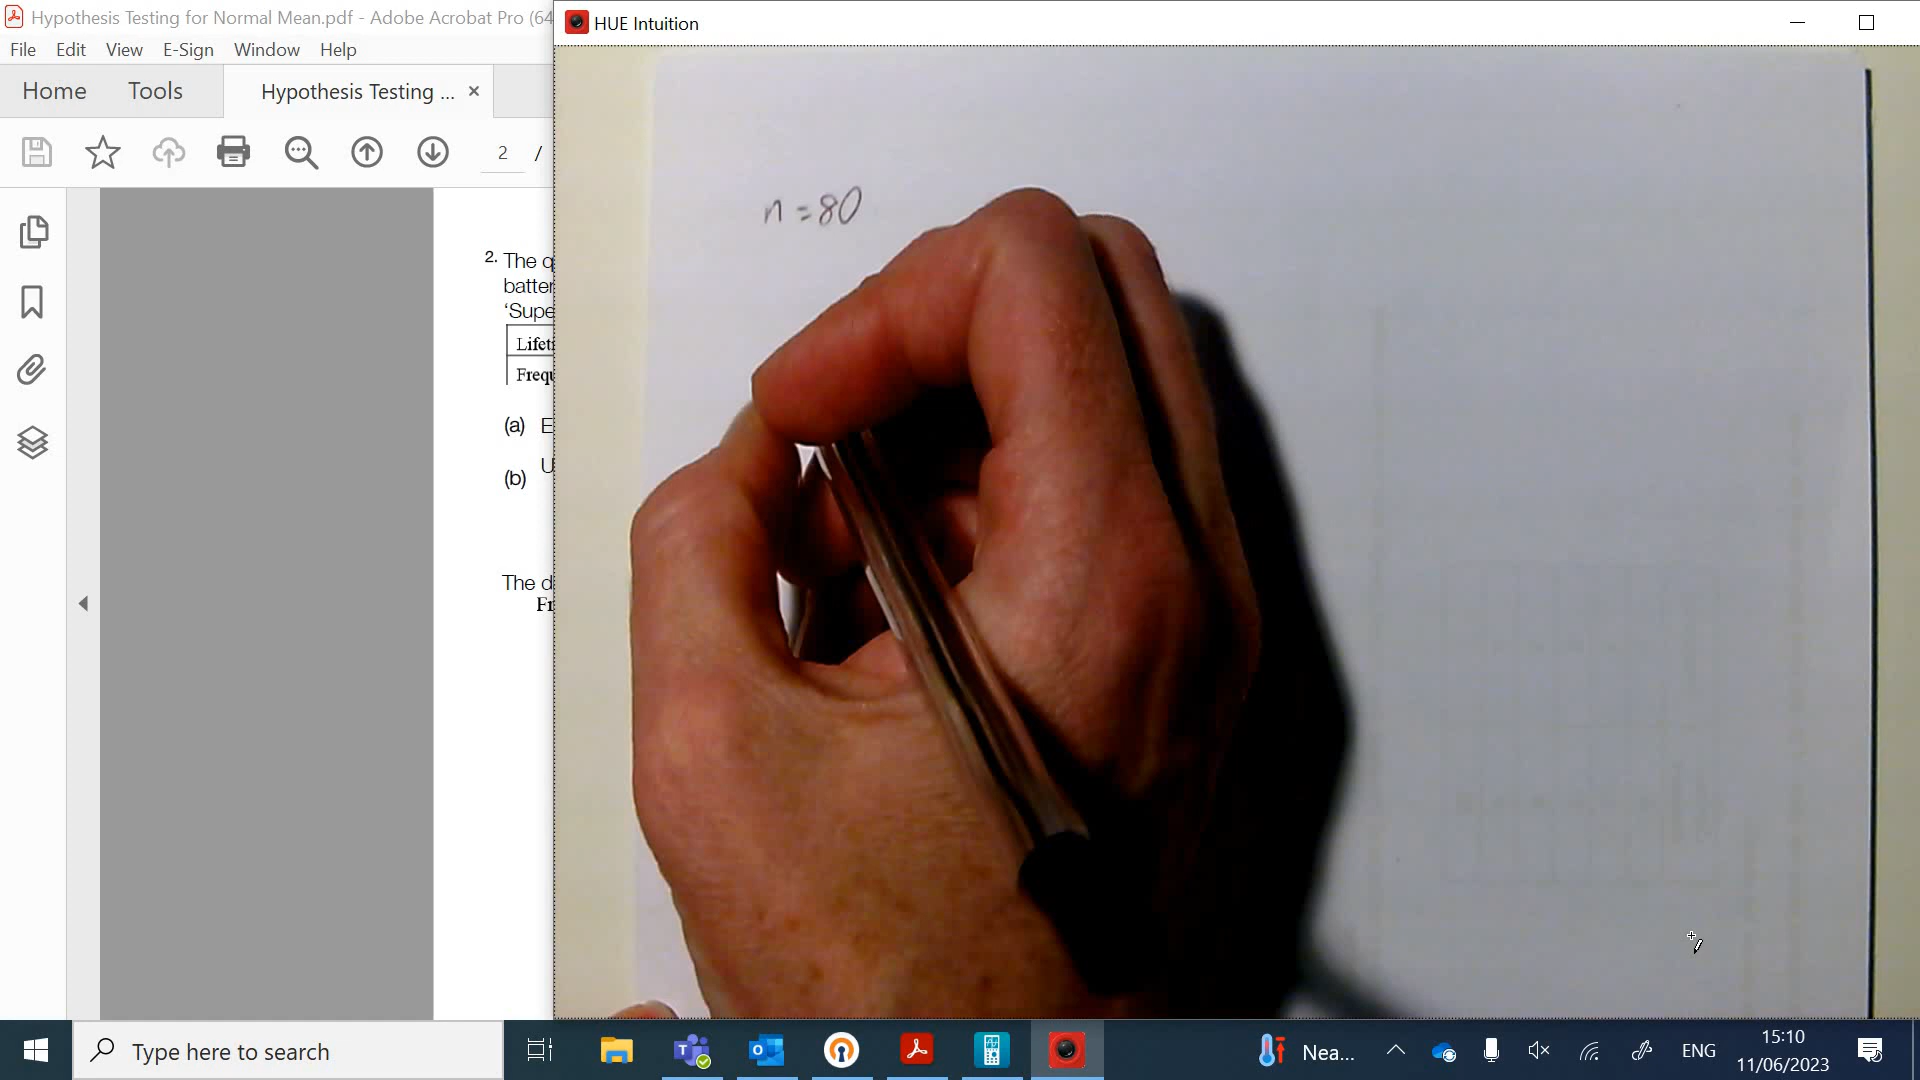 Hypothesis Testing for Normal Mean.pdf - Adobe Acrobat Pro (64
HUE Intuition
File Edit View E-Sign Window Help
Home Tools Hypothesis Testing ... ×
2 /
n = 80
2. The q
batter
'Supe
Lifeti
Frequ
(a) E
(b) U
The d
Fr
Type here to search
Nea... ENG
15:10
11/06/2023